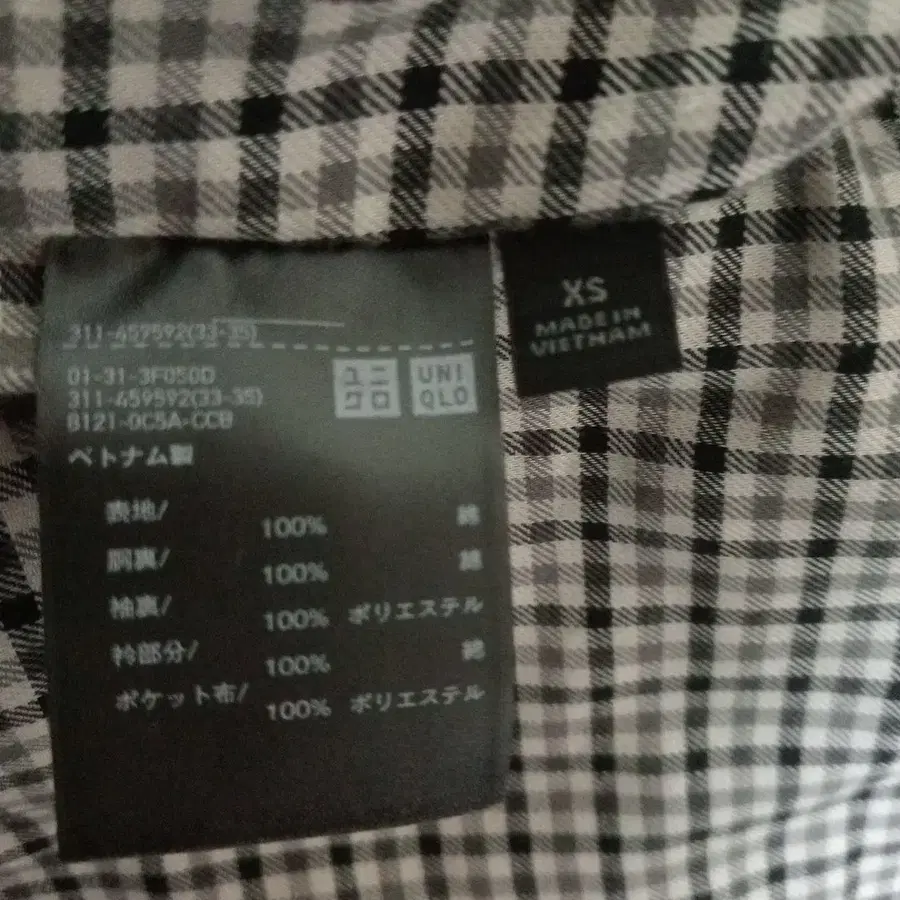 311-459592(33-35)
01-31-3F050D
311-459592(33-35)
8121-0C5A-CCB
ユニ
クロ
UNI
QLO
ベトナム製
表地/
100% 綿
胴裏/
100% 綿
袖裏/
100% ポリエステル
衿部分/
100% 綿
ポケット布/
100% ポリエステル
XS
MADE IN
VIETNAM